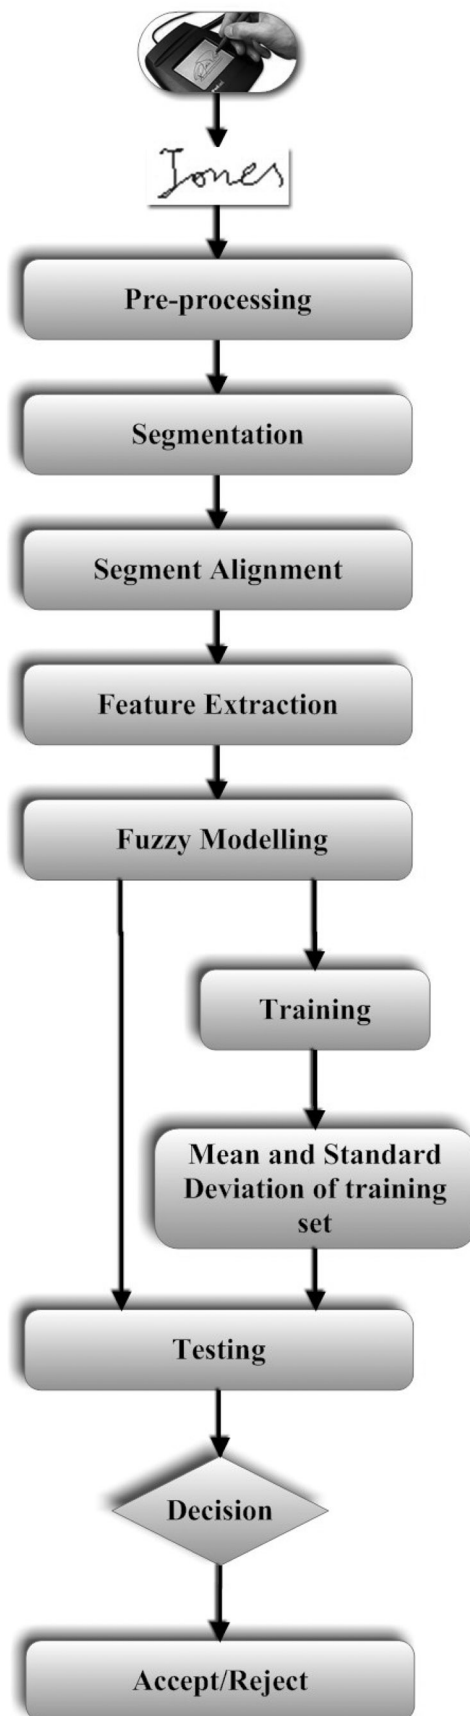 Jones
Pre-processing
Segmentation
Segment Alignment
Feature Extraction
Fuzzy Modelling
Training
Mean and Standard
Deviation of training
set
Testing
Decision
Accept/Reject